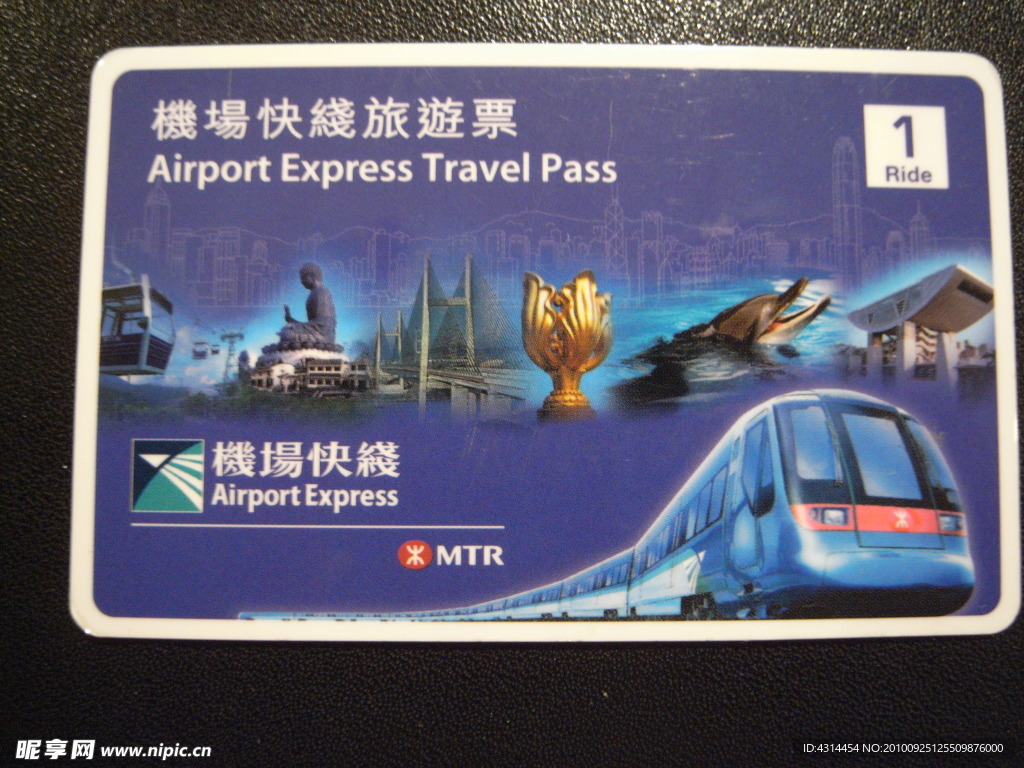 機場快綫旅遊票
Airport Express Travel Pass
1
Ride
機場快綫
Airport Express
MTR
昵享网 www.nipic.cn
ID:4314454 NO:20100925125509876000